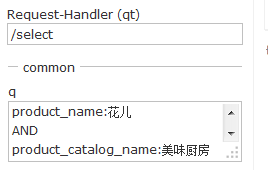 Request-Handler (qt)
/select
common
q
product_name:花儿
AND
product_catalog_name:美味厨房